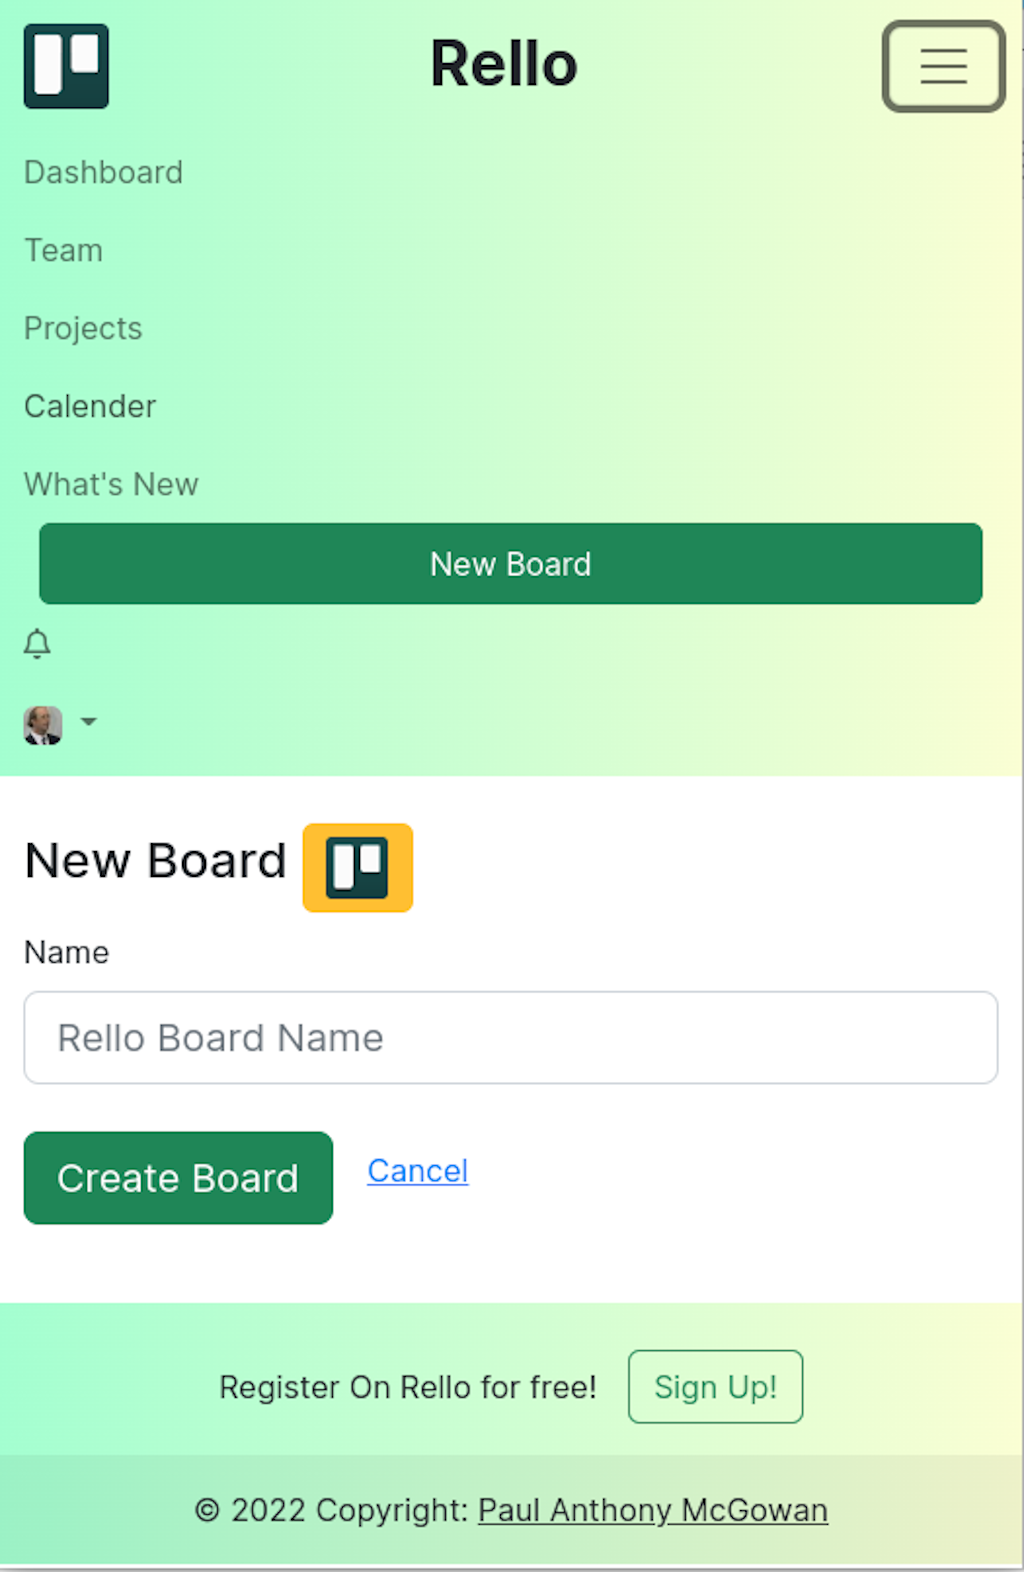 Rello
Dashboard
Team
Projects
Calender
What's New
New Board
New Board
Name
Rello Board Name
Create Board Cancel
Register On Rello for free! Sign Up!
© 2022 Copyright: Paul Anthony McGowan